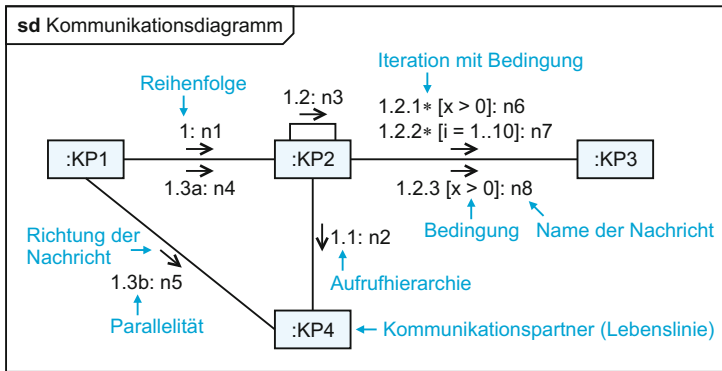 sd Kommunikationsdiagramm
Iteration mit Bedingung
Reihenfolge
1.2: n3
1.2.1* [x > 0]: n6
1: n1
1.2.2* [i = 1..10]: n7
:KP1
:KP2
:KP3
1.3a: n4
1.2.3 [x > 0]: n8
Richtung der
Nachricht
1.1: n2
Bedingung
Name der Nachricht
1.3b: n5
Aufrufhierarchie
Parallelität
:KP4
Kommunikationspartner (Lebenslinie)